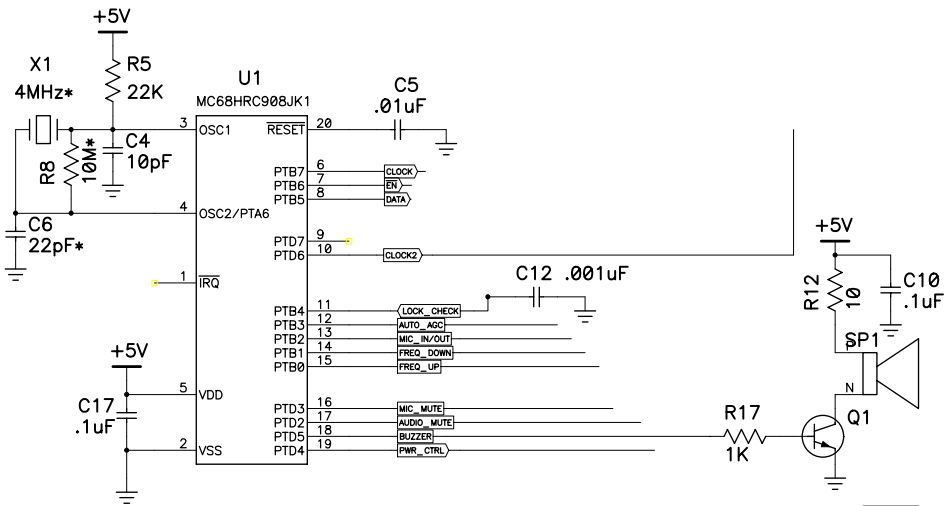 +5V
X1
4MHz*
R5
22K
U1
MC68HRC908JK1
C5
.01uF
3
OSC1
RESET
20
C4
10pF
R8
10M*
PTB7
6
CLOCK
PTB6
7
EN
PTB5
8
DATA
4
OSC2/PTA6
C6
22pF*
PTD7
9
PTD6
10
CLOCK2
+5V
1
IRQ
C12 .001uF
R12
10
C10
.1uF
PTB4
11
LOCK_CHECK
PTB3
12
AUTO_AGC
PTB2
13
MIC_IN/OUT
PTB1
14
FREQ_DOWN
PTB0
15
FREQ_UP
SP1
P
N
+5V
5
VDD
C17
.1uF
PTD3
16
MIC_MUTE
PTD2
17
AUDIO_MUTE
PTD5
18
BUZZER
PTD4
19
PWR_CTRL
R17
1K
Q1
2
VSS